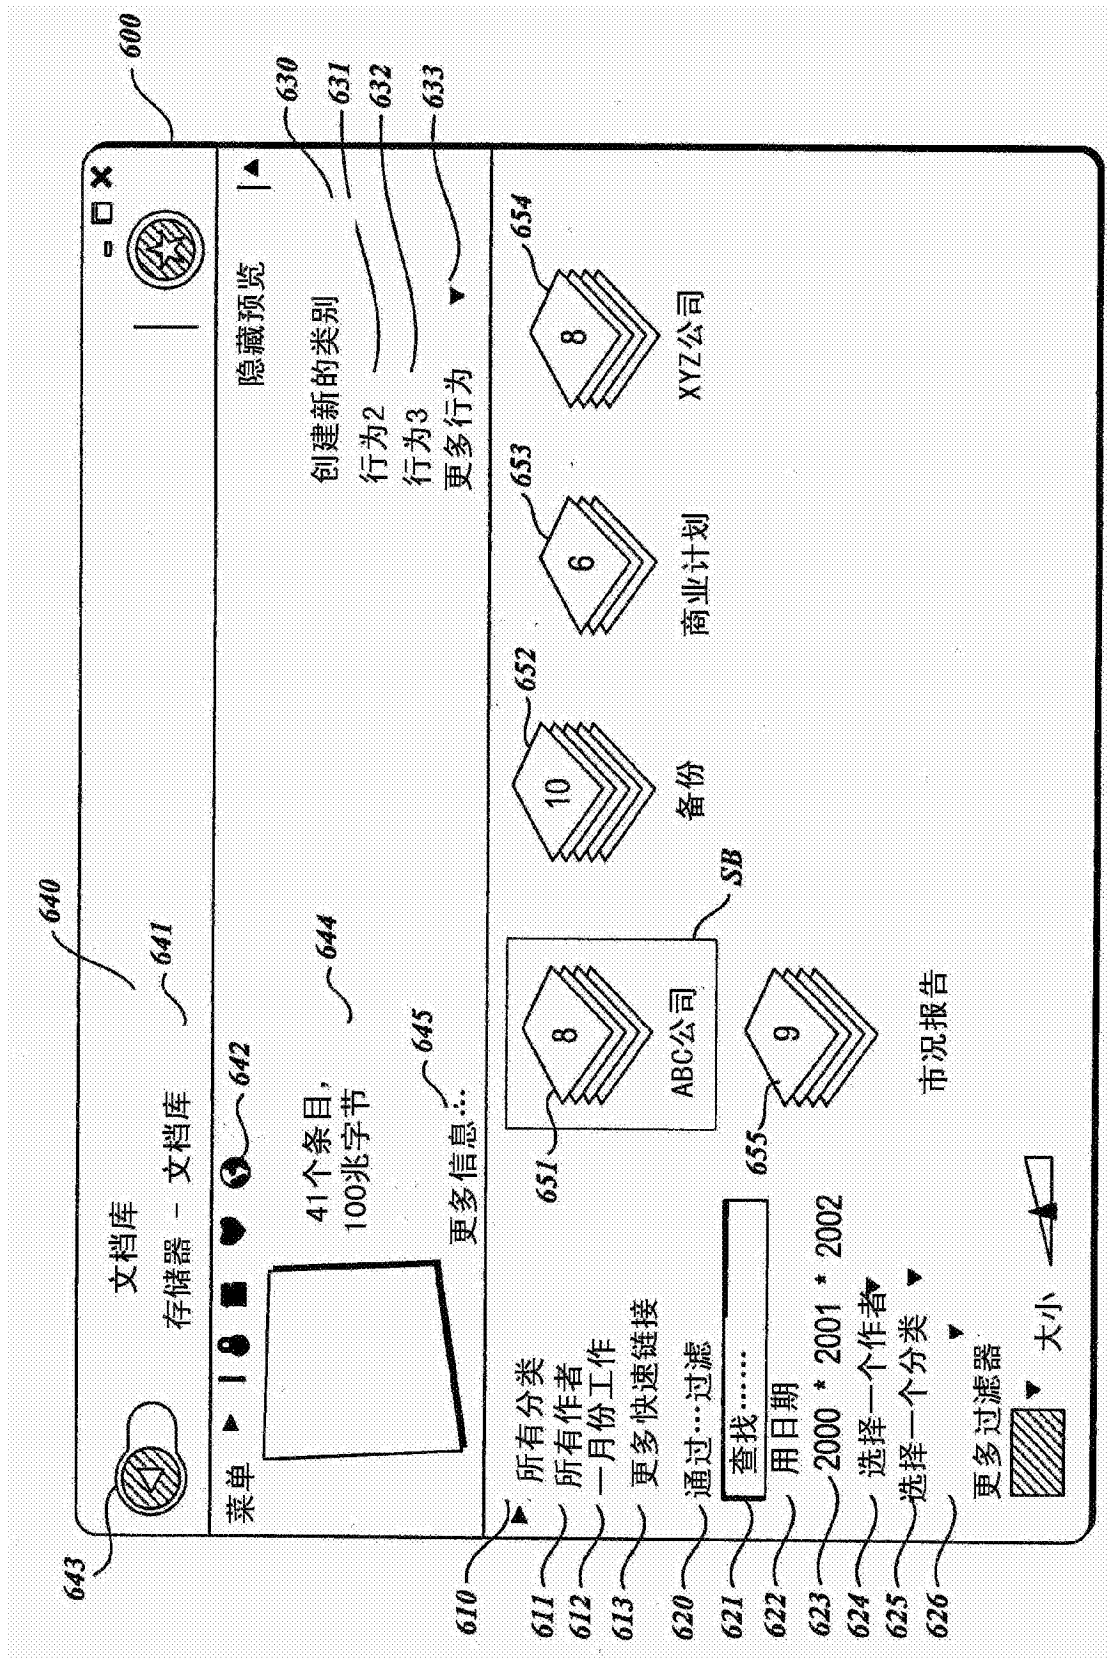 600
640
641
643
文档库
存储器 - 文档库
642
菜单
隐藏预览
41个条目,
100兆字节
644
更多信息...
645
创建新的类别
行为2
行为3
更多行为
630
631
632
633
610
所有分类
611
所有作者
612
一月份工作
613
更多快速链接
620
通过...过滤
621
查找......
622
用日期
623
2000 * 2001 * 2002
624
选择一个作者
625
选择一个分类
626
更多过滤器
大小
651
8
ABC公司
SB
652
10
备份
653
6
商业计划
654
8
XYZ公司
655
9
市况报告